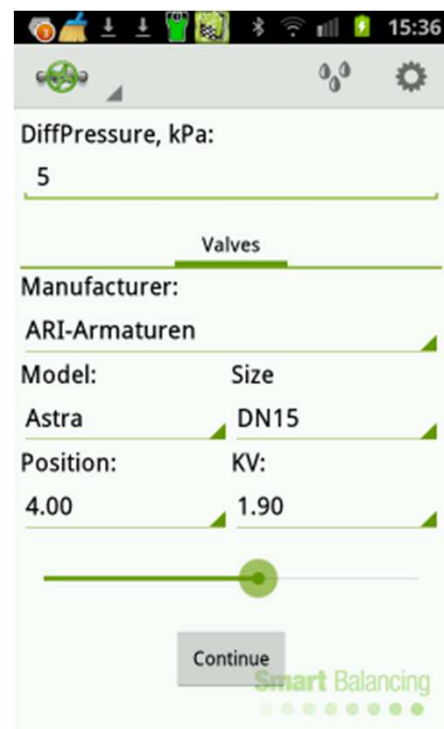 15:36
DiffPressure, kPa:
5
Valves
Manufacturer:
ARI-Armaturen
Model: Size
Astra DN15
Position: KV:
4.00 1.90
Continue
Smart Balancing